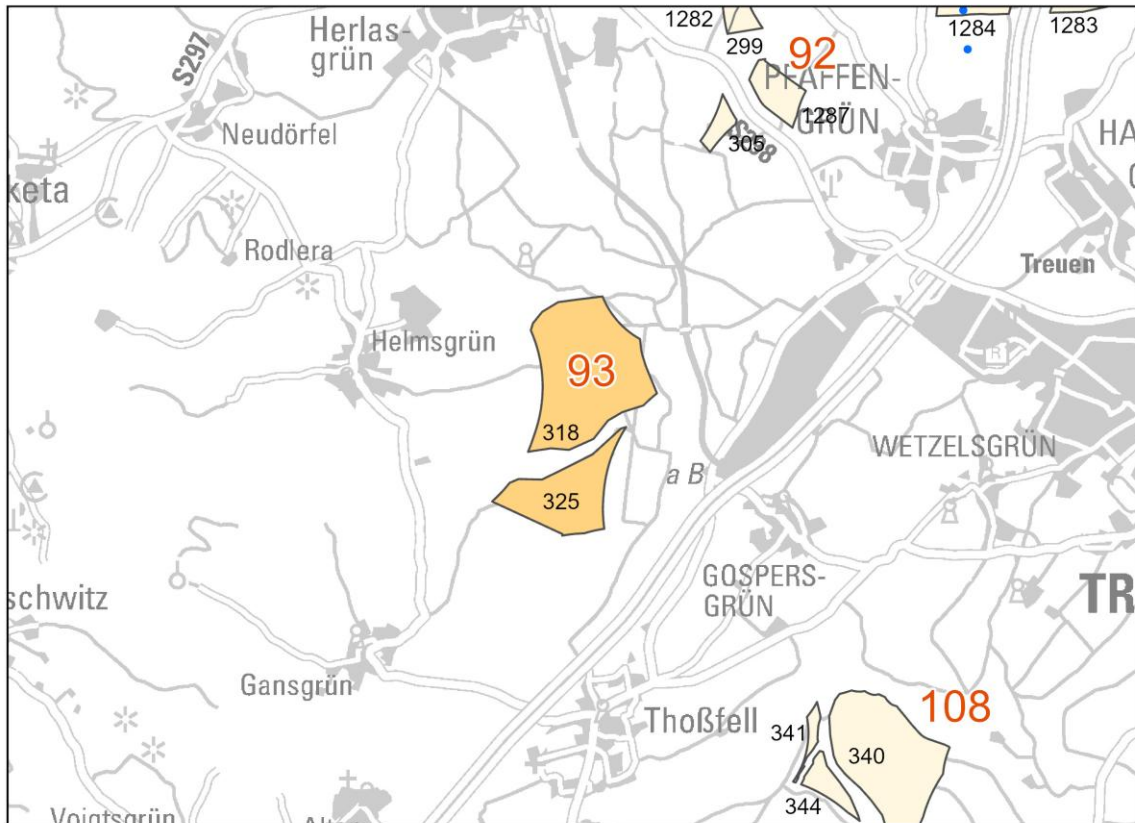 1282
299
92
1284
1283
Herlas-
grün
S297
PFAFFEN-
GRÜN
1287
305
S298
Neudörfel
HA
keta
Rodlera
Treuen
R
Helmsgrün
93
318
WETZELSGRÜN
a B
325
GOSPERS-
GRÜN
TR
schwitz
Gansgrün
Thoßfell
108
341
340
344
Voigtsgrün